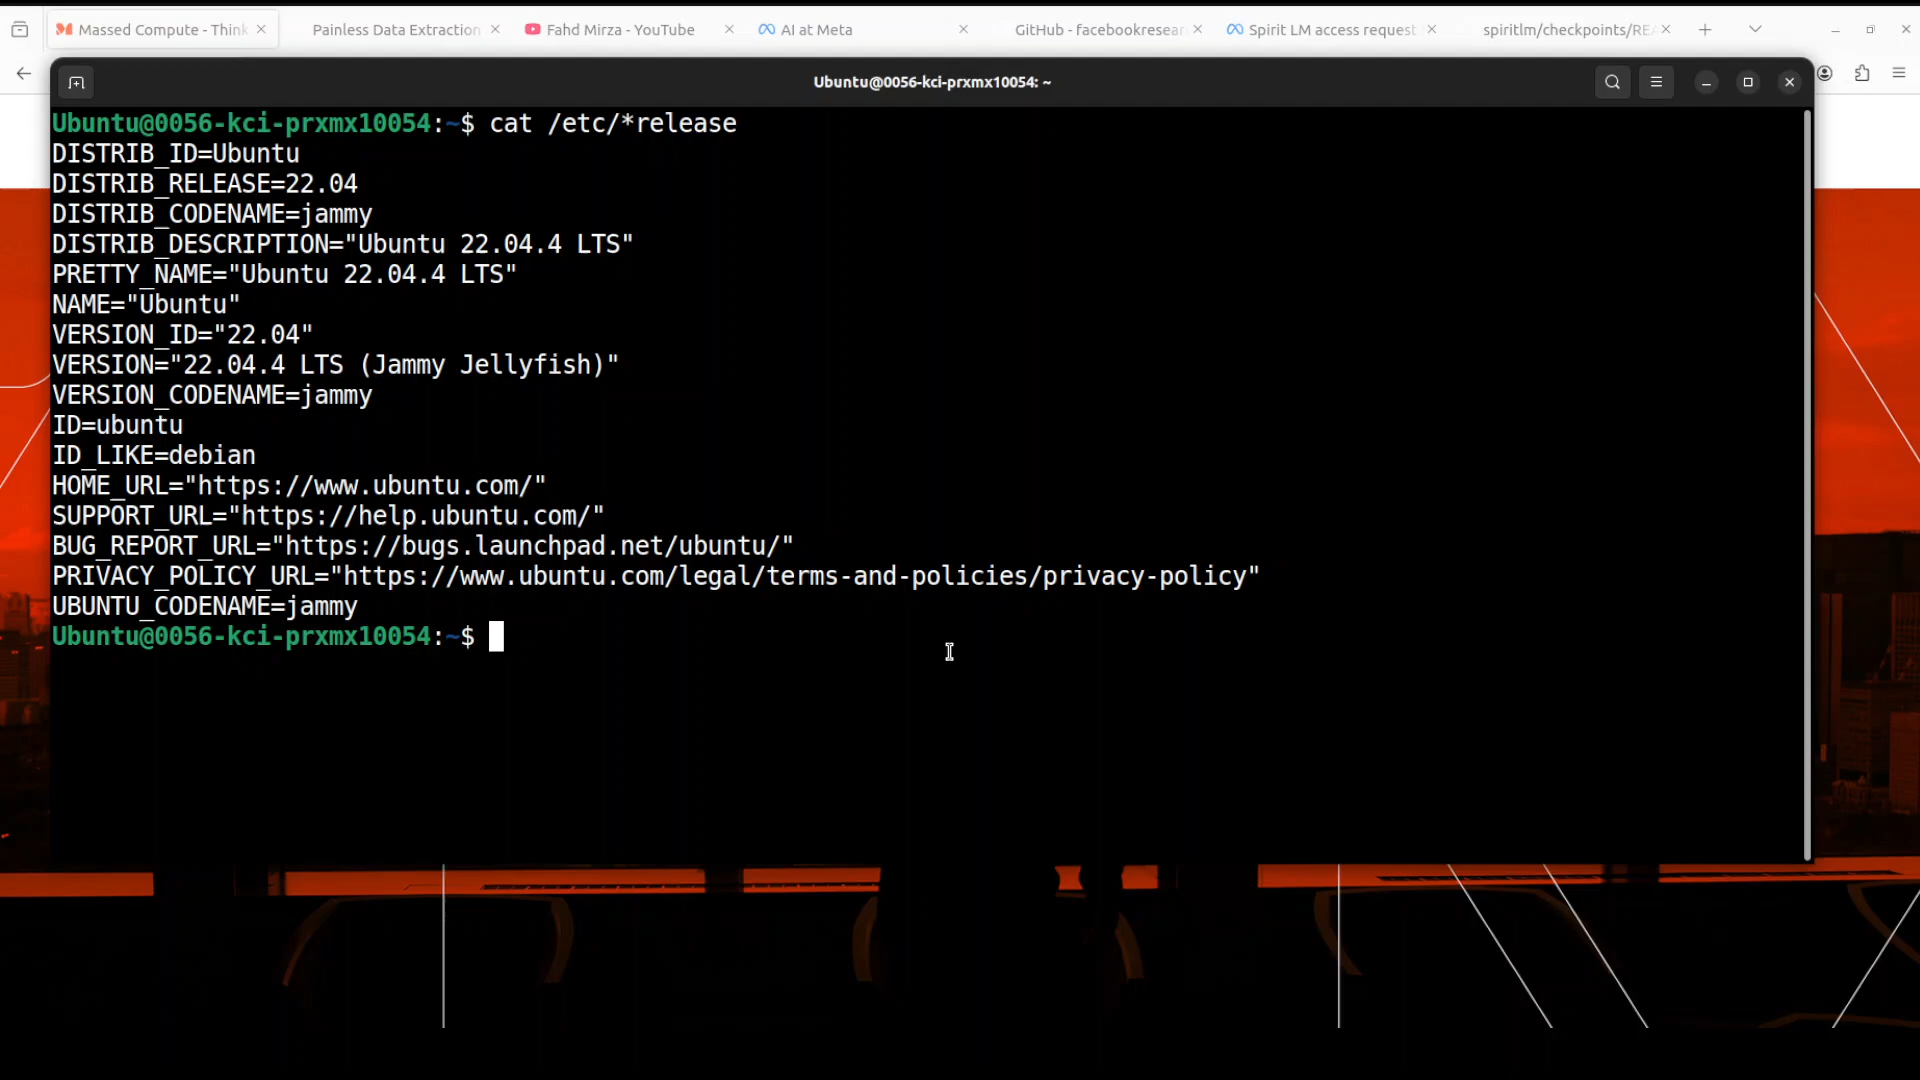 Massed Compute - Think
Painless Data Extraction
Fahd Mirza - YouTube
AI at Meta
GitHub - facebookresear
Spirit LM access request
spiritlm/checkpoints/REA
Ubuntu@0056-kci-prxmx10054: ~
Ubuntu@0056-kci-prxmx10054:~$ cat /etc/*release
DISTRIB_ID=Ubuntu
DISTRIB_RELEASE=22.04
DISTRIB_CODENAME=jammy
DISTRIB_DESCRIPTION="Ubuntu 22.04.4 LTS"
PRETTY_NAME="Ubuntu 22.04.4 LTS"
NAME="Ubuntu"
VERSION_ID="22.04"
VERSION="22.04.4 LTS (Jammy Jellyfish)"
VERSION_CODENAME=jammy
ID=ubuntu
ID_LIKE=debian
HOME_URL="https://www.ubuntu.com/"
SUPPORT_URL="https://help.ubuntu.com/"
BUG_REPORT_URL="https://bugs.launchpad.net/ubuntu/"
PRIVACY_POLICY_URL="https://www.ubuntu.com/legal/terms-and-policies/privacy-policy"
UBUNTU_CODENAME=jammy
Ubuntu@0056-kci-prxmx10054:~$